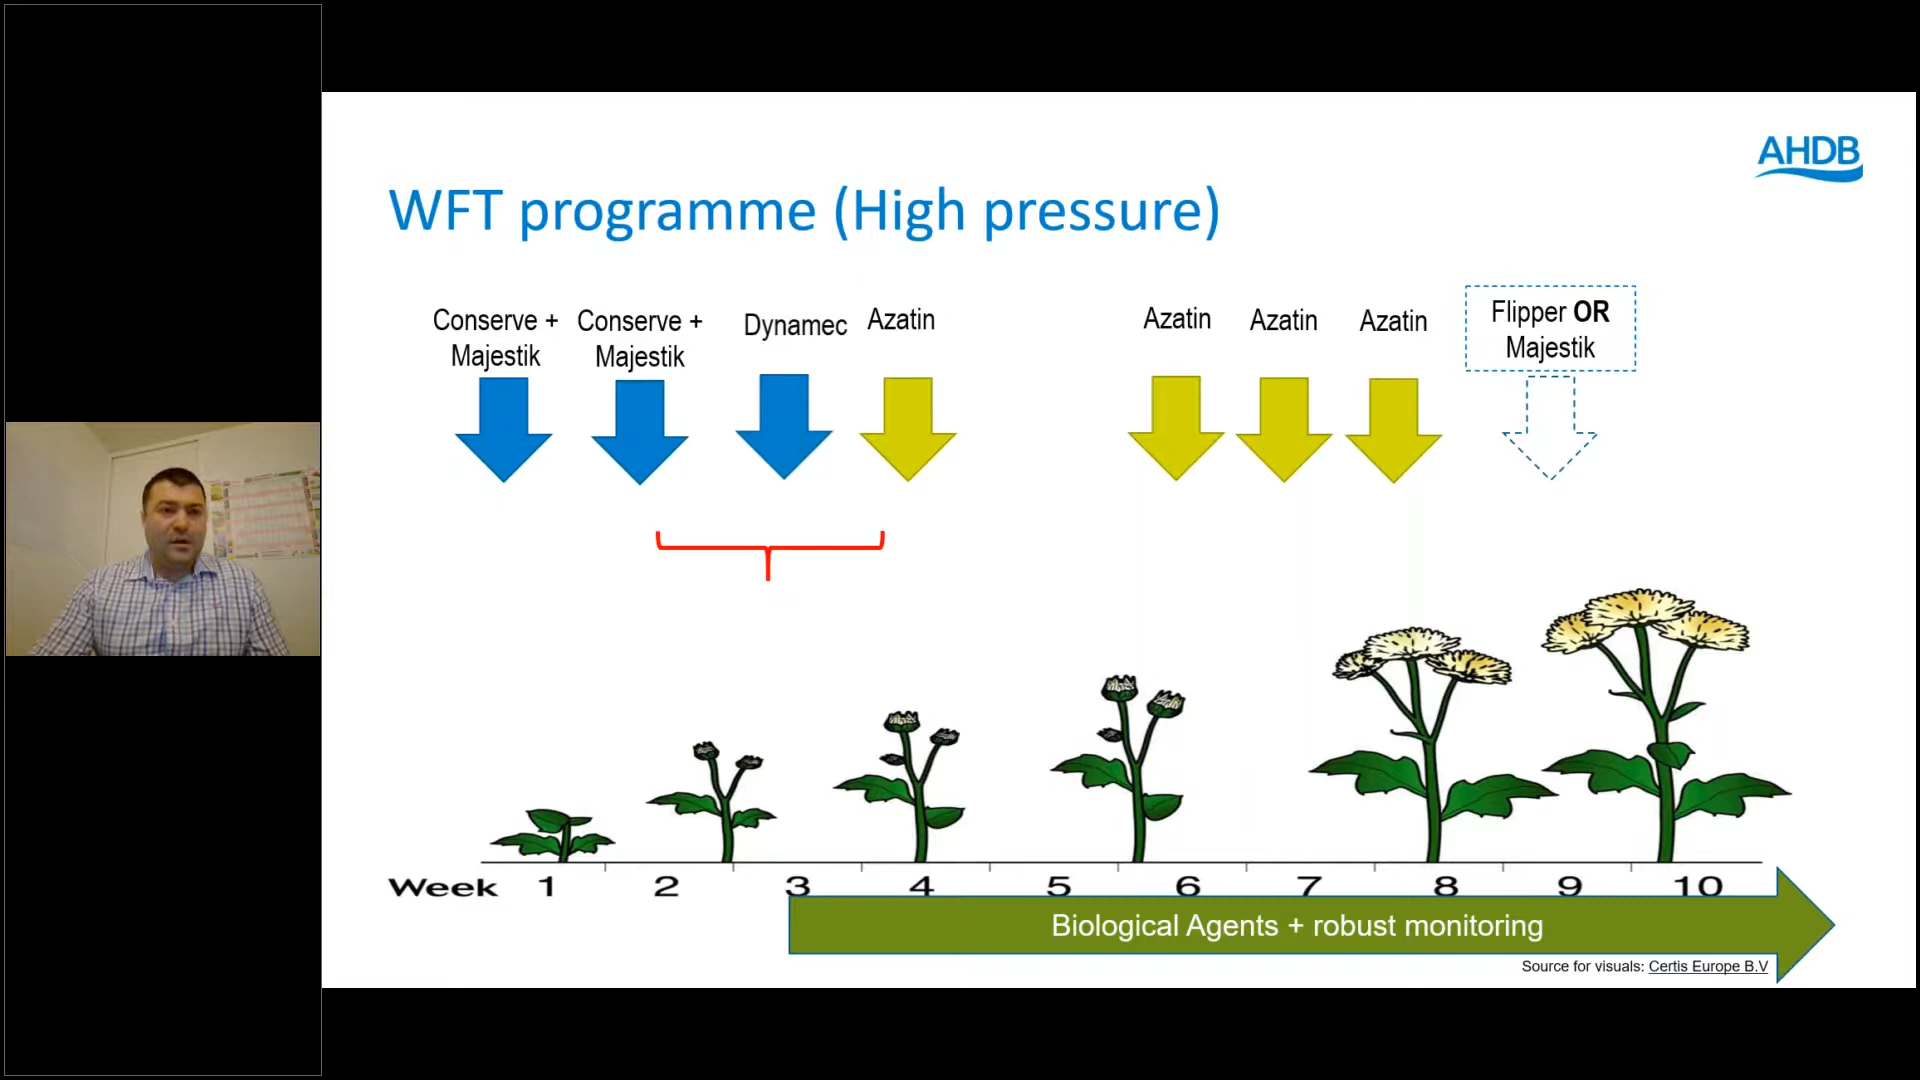 AHDB
WFT programme (High pressure)
Conserve +
Majestik
Conserve +
Majestik
Dynamec
Azatin
Azatin
Azatin
Azatin
Flipper OR
Majestik
Week 1 2 3 4 5 6 7 8 9 10
Biological Agents + robust monitoring
Source for visuals: Certis Europe B.V